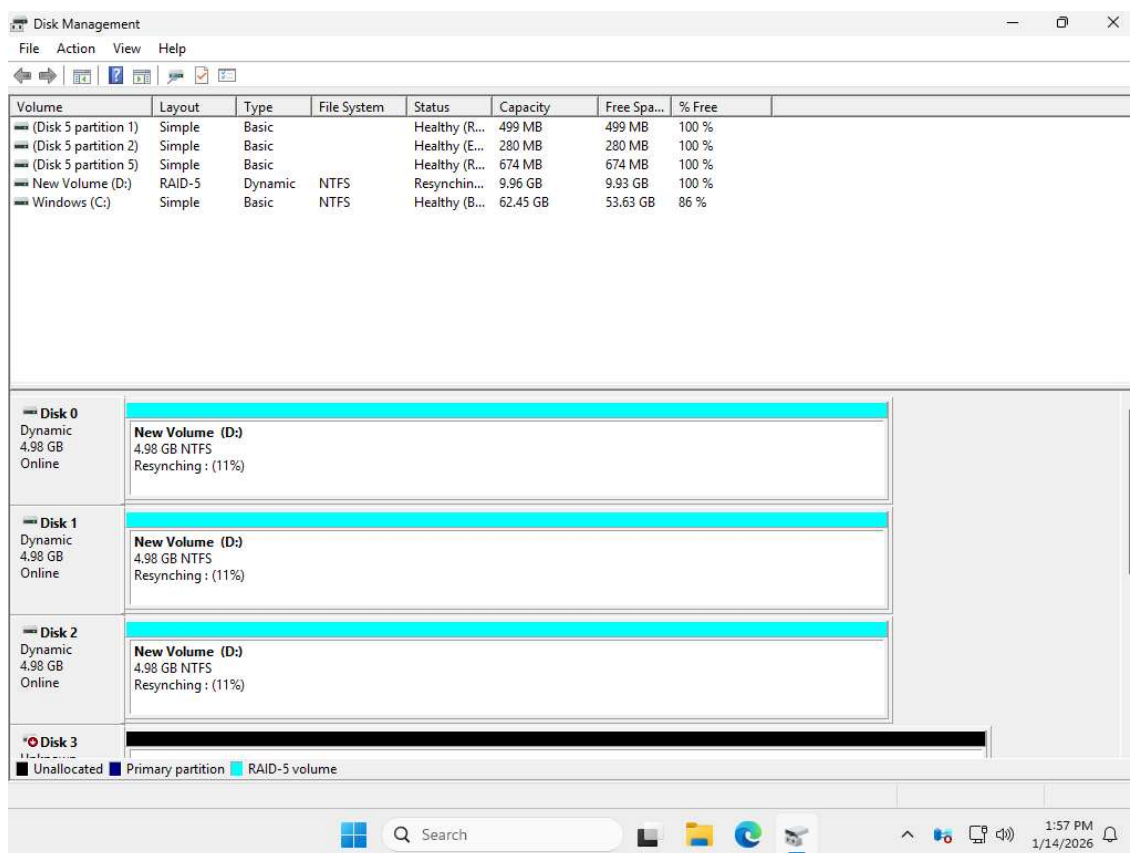 Disk Management
File Action View Help
Volume Layout Type File System Status Capacity Free Spa... % Free
(Disk 5 partition 1) Simple Basic Healthy (R... 499 MB 499 MB 100 %
(Disk 5 partition 2) Simple Basic Healthy (E... 280 MB 280 MB 100 %
(Disk 5 partition 5) Simple Basic Healthy (R... 674 MB 674 MB 100 %
New Volume (D:) RAID-5 Dynamic NTFS Resynchin... 9.96 GB 9.93 GB 100 %
Windows (C:) Simple Basic NTFS Healthy (B... 62.45 GB 53.63 GB 86 %
Disk 0
Dynamic
4.98 GB
Online
New Volume (D:)
4.98 GB NTFS
Resynching : (11%)
Disk 1
Dynamic
4.98 GB
Online
New Volume (D:)
4.98 GB NTFS
Resynching : (11%)
Disk 2
Dynamic
4.98 GB
Online
New Volume (D:)
4.98 GB NTFS
Resynching : (11%)
Disk 3
Unallocated Primary partition RAID-5 volume
Search
1:57 PM
1/14/2026